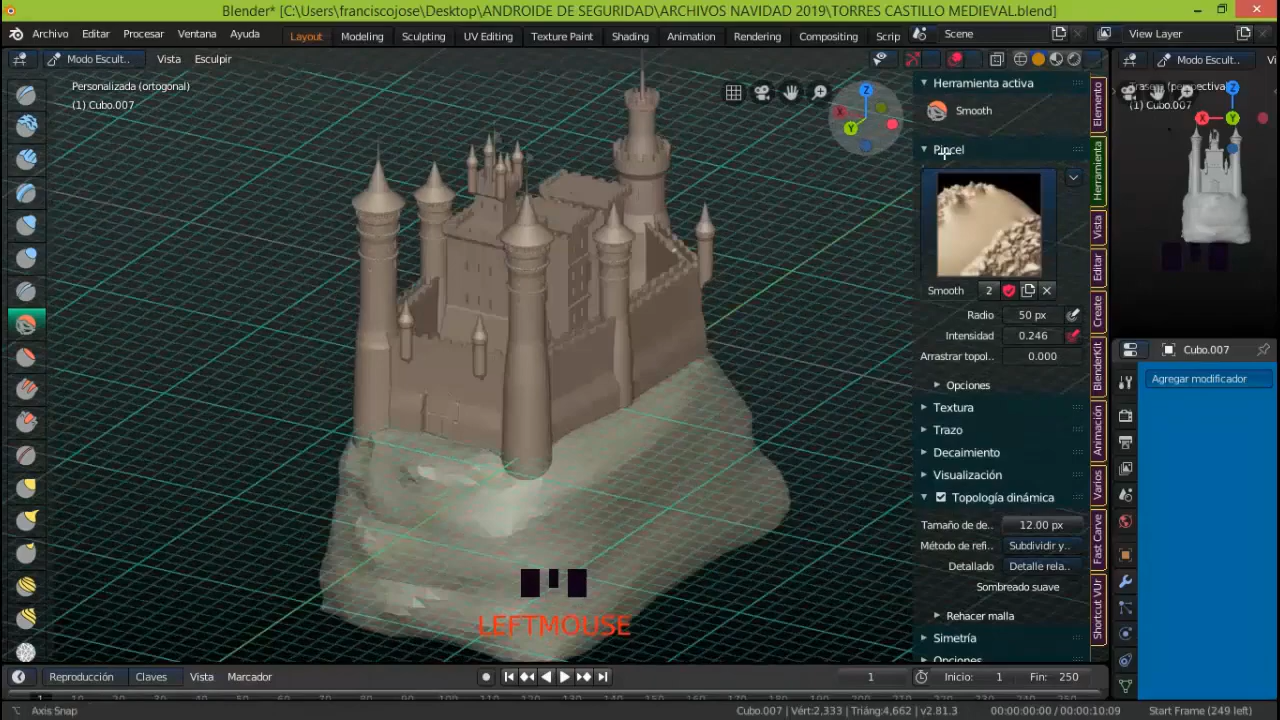 Blender* [C:\Users\franciscojose\Desktop\ANDROIDE DE SEGURIDAD\ARCHIVOS NAVIDAD 2019\TORRES CASTILLO MEDIEVAL.blend]
Archivo Editar Procesar Ventana Ayuda Layout Modeling Sculpting UV Editing Texture Paint Shading Animation Rendering Compositing Scrip Scene View Layer
Modo Escult.. Vista Esculpir
Modo Escult..
Personalizada (ortogonal)
(1) Cubo.007
(1) Cubo.007
Z
X
Y
Z
X
Y
Herramienta activa
Smooth
Pincel
Smooth 2
Radio 50 px
Intensidad 0.246
Arrastrar topol.. 0.000
Opciones
Textura
Trazo
Decaimiento
Visualización
Topología dinámica
Tamaño de de.. 12.00 px
Método de refi.. Subdividir y..
Detallado Detalle rela..
Sombreado suave
Rehacer malla
Simetría
Opciones
Elemento
Herramienta
Vista
Editar
Create
BlenderKit
Animación
Varios
Fast Carve
Shortcut VUr
Cubo.007
Agregar modificador
LEFTMOUSE
Reproducción Claves Vista Marcador 1 Inicio: 1 Fin: 250
Axis Snap
Cubo.007 | Vért:2,333 | Triáng:4,662 | v2.81.3 00:00:00:00 / 00:00:10:09 Start Frame (249 left)